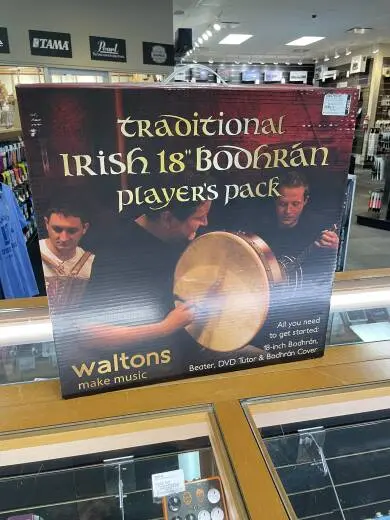 TAMA
Pearl
traditional
IRISH 18" BODHRÁN
player's pack
All you need
to get started:
18-inch Bodhrán,
Beater, DVD Tutor & Bodhrán Cover
waltons
make music